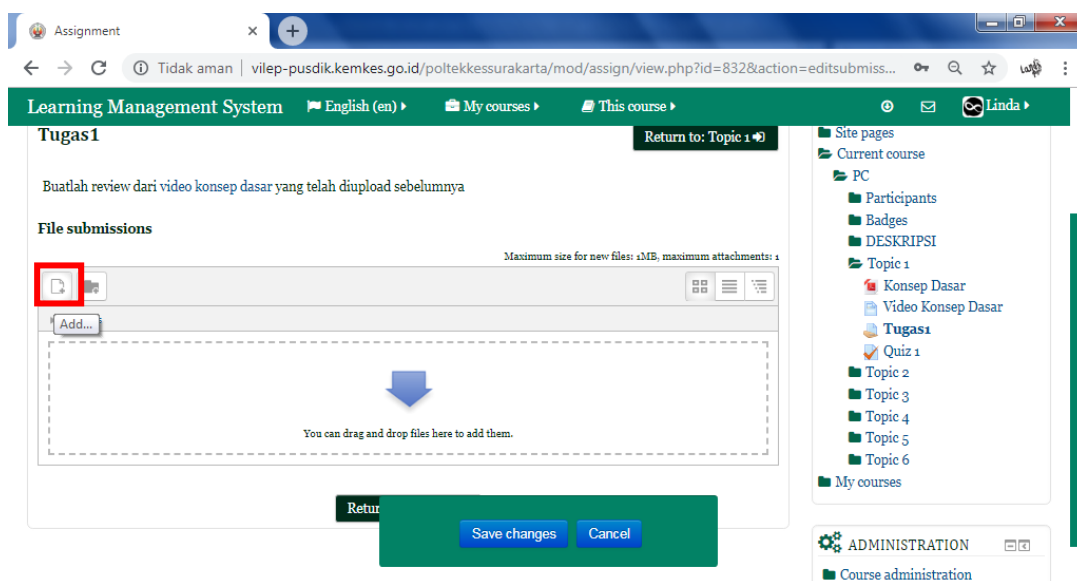 Assignment
Tidak aman | vilep-pusdik.kemkes.go.id/poltekkessurakarta/mod/assign/view.php?id=832&action=editsubmiss...
Learning Management System English (en) My courses This course Linda
Tugas1
Return to: Topic 1
Buatlah review dari video konsep dasar yang telah diupload sebelumnya
File submissions
Maximum size for new files: 1MB, maximum attachments: 1
Add...
You can drag and drop files here to add them.
Save changes Cancel
Site pages
Current course
PC
Participants
Badges
DESKRIPSI
Topic 1
Konsep Dasar
Video Konsep Dasar
Tugas1
Quiz 1
Topic 2
Topic 3
Topic 4
Topic 5
Topic 6
My courses
ADMINISTRATION
Course administration